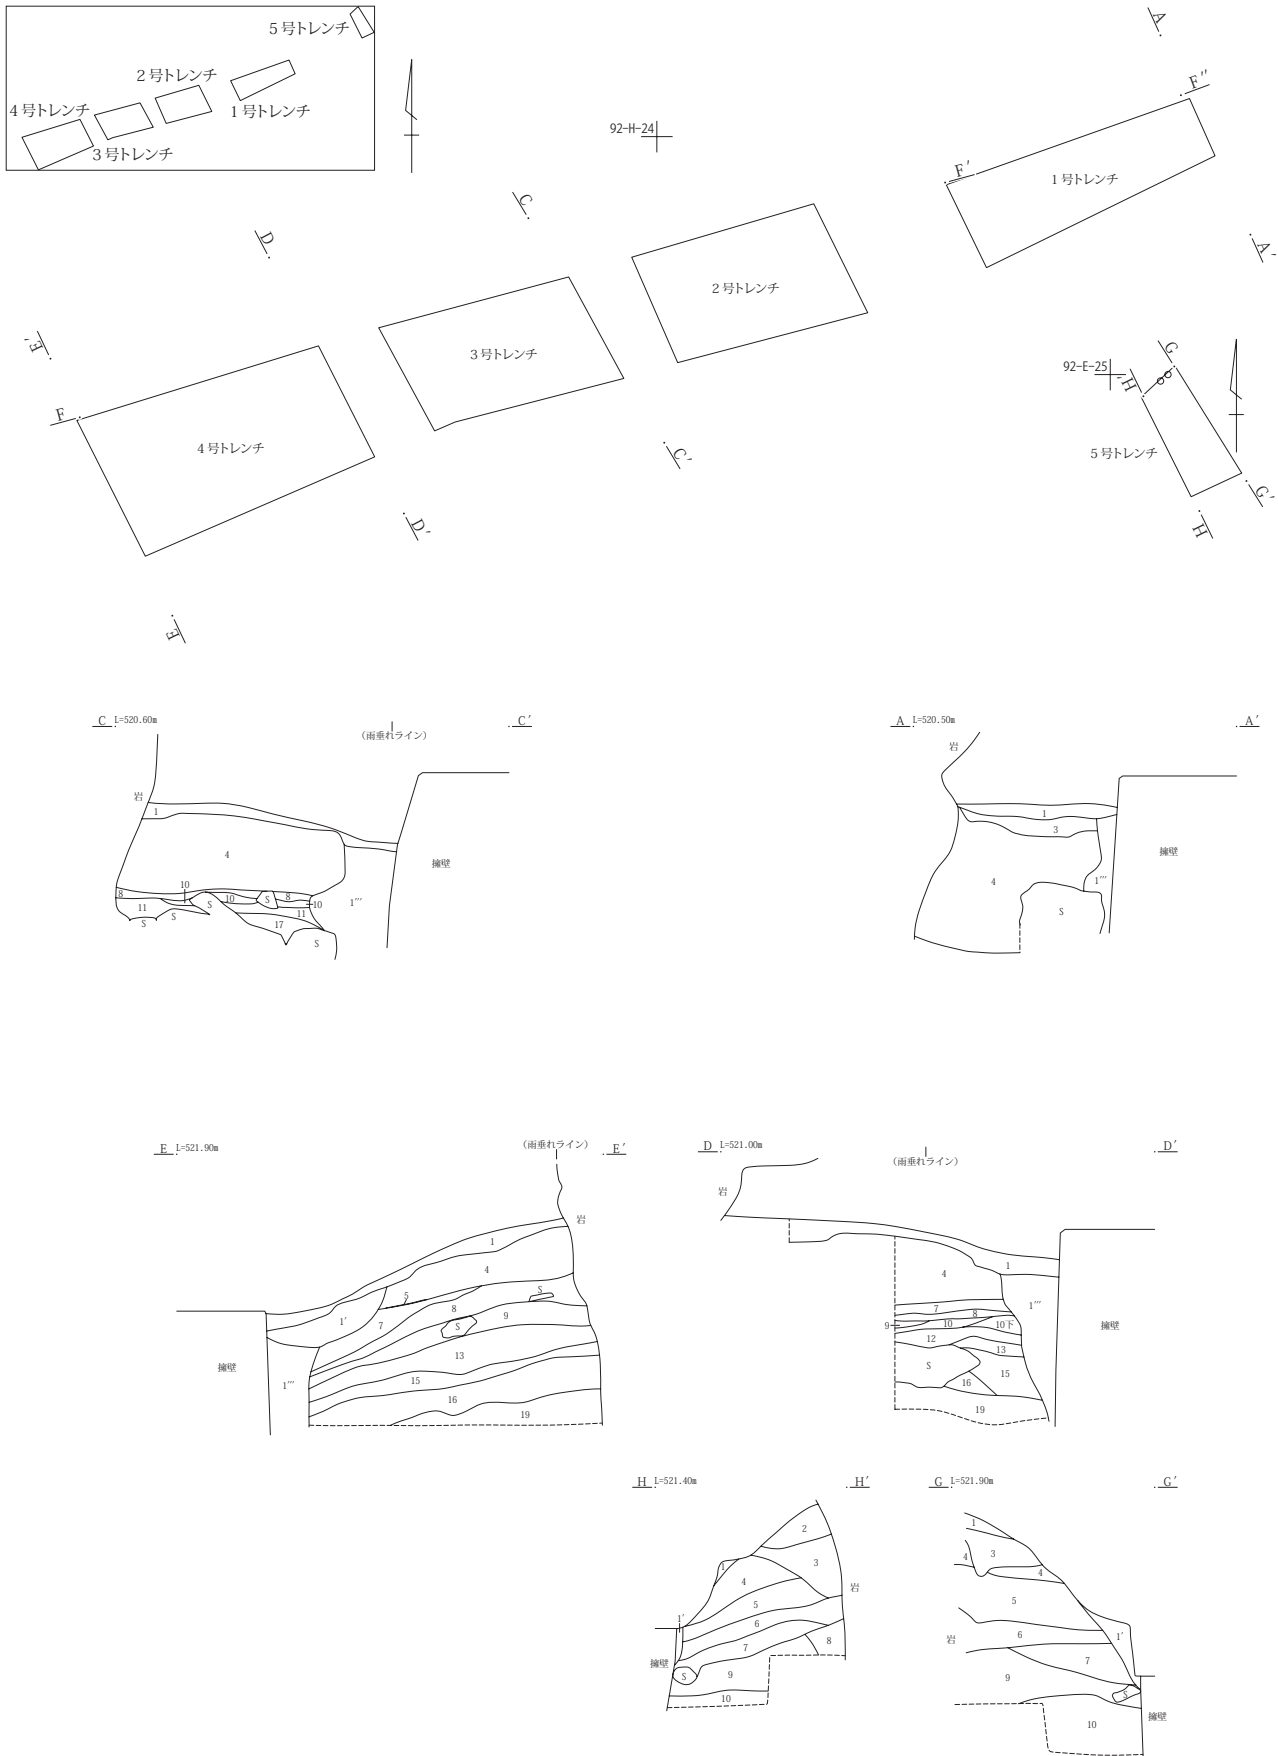 5号トレンチ
2号トレンチ
4号トレンチ
1号トレンチ
3号トレンチ
92-H-24
A
F″
F′
1号トレンチ
A′
C
D
2号トレンチ
3号トレンチ
E′
F
4号トレンチ
C′
D′
E
92-E-25
G
H′
5号トレンチ
G′
H
C L=520.60m
(雨垂れライン)
C′
岩
1
4
擁壁
10
8
11
S
S
S
10
S
8
10
11
17
S
1‴
A L=520.50m
A′
岩
1
3
4
擁壁
1‴
S
E L=521.90m
(雨垂れライン)
E′
岩
1
4
5
S
8
9
1′
7
S
13
擁壁
1‴
15
16
19
D L=521.00m
(雨垂れライン)
D′
岩
1
4
7
8
1‴
9
10
10下
擁壁
12
13
S
15
16
19
H L=521.40m
H′
2
3
1
4
岩
5
1′
6
7
8
擁壁
S
9
10
G L=521.90m
G′
1
3
4
4
5
6
1′
岩
7
9
S
10
擁壁